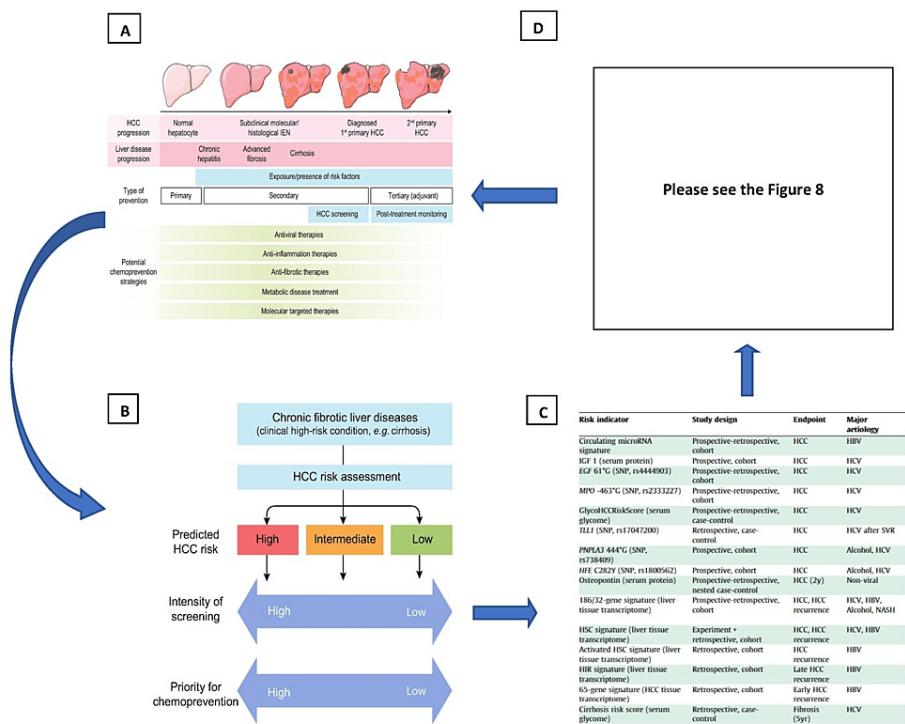 A
HCC
progression
Normal
hepatocyte
Subclinical molecular/
histological IEN
Diagnosed
1st primary HCC
2nd primary
HCC
Liver disease
progression
Chronic
hepatitis
Advanced
fibrosis
Cirrhosis
Exposure/presence of risk factors
Type of
prevention
Primary
Secondary
Tertiary (adjuvant)
HCC screening
Post-treatment monitoring
Potential
chemoprevention
strategies
Antiviral therapies
Anti-inflammation therapies
Anti-fibrotic therapies
Metabolic disease treatment
Molecular targeted therapies
D
Please see the Figure 8
B
Chronic fibrotic liver diseases
(clinical high-risk condition, e.g. cirrhosis)
HCC risk assessment
Predicted
HCC risk
High
Intermediate
Low
Intensity of
screening
High
Low
Priority for
chemoprevention
High
Low
C
Risk indicator Study design Endpoint Major
aetiology
Circulating microRNA Prospective-retrospective, HCC HBV
signature cohort
IGF 1 (serum protein) Prospective, cohort HCC HCV
EGF 61*G (SNP, rs4444903) Prospective-retrospective, HCC HCV
cohort
MPO -463*G (SNP, rs2333227) Prospective-retrospective, HCC HCV
cohort
GlycoHCCRiskScore (serum Prospective-retrospective, HCC HCV
glycome) case-control
TLL1 (SNP, rs17047200) Retrospective, case- HCC HCV after SVR
control
PNPLA3 444*G (SNP, Prospective, cohort HCC Alcohol, HCV
rs738409)
HFE C282Y (SNP, rs1800562) Prospective, cohort HCC Alcohol, HCV
Osteopontin (serum protein) Prospective-retrospective, HCC (2y) Non-viral
nested case-control
186/32-gene signature (liver Prospective-retrospective, HCC, HCC HCV, HBV,
tissue transcriptome) cohort recurrence Alcohol, NASH
HSC signature (liver tissue Experiment + HCC, HCC HCV, HBV
transcriptome) retrospective, cohort recurrence
Activated HSC signature (liver Retrospective, cohort HCC HBV
tissue transcriptome) recurrence
HIR signature (liver tissue Retrospective, cohort Late HCC HBV
transcriptome) recurrence
65-gene signature (HCC tissue Retrospective, cohort Early HCC HBV
transcriptome) recurrence
Cirrhosis risk score (serum Retrospective, case- Fibrosis HCV
glycome) control (5yr)